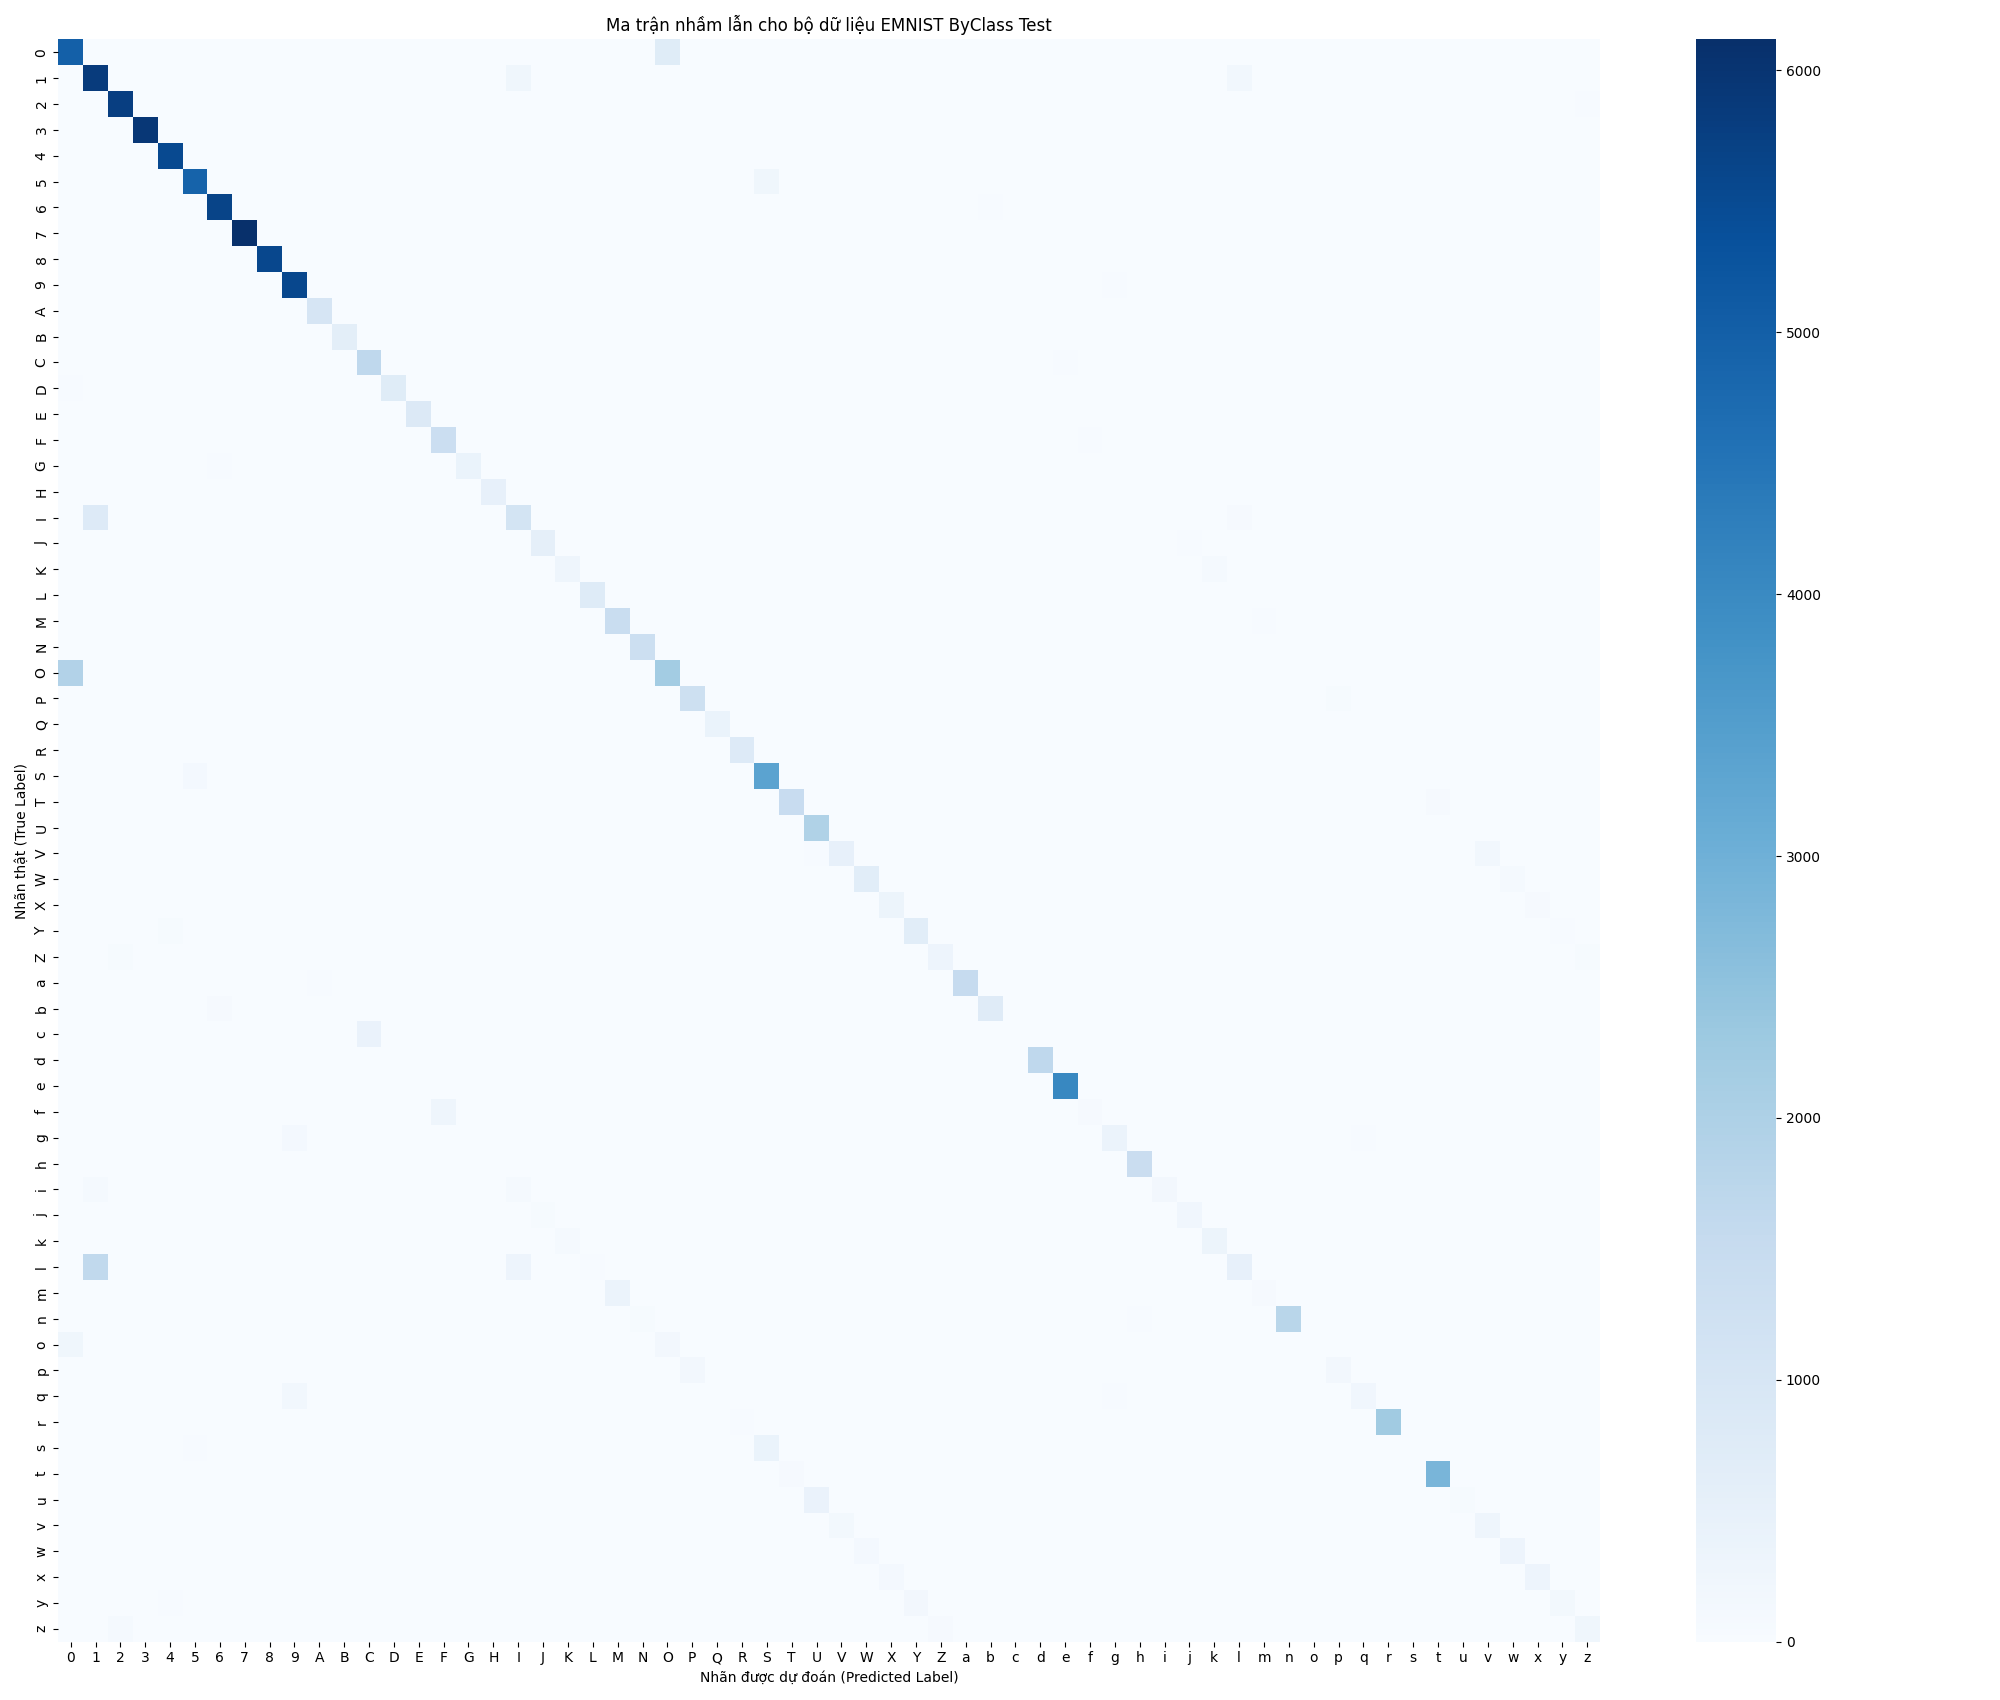 Ma trận nhầm lẫn cho bộ dữ liệu EMNIST ByClass Test
Nhãn thật (True Label)
0
1
2
3
4
5
6
7
8
9
A
B
C
D
E
F
G
H
I
J
K
L
M
N
O
P
Q
R
S
T
U
V
W
X
Y
Z
a
b
c
d
e
f
g
h
i
j
k
l
m
n
o
p
q
r
s
t
u
v
w
x
y
z
0 1 2 3 4 5 6 7 8 9 A B C D E F G H I J K L M N O P Q R S T U V W X Y Z a b c d e f g h i j k l m n o p q r s t u v w x y z
Nhãn được dự đoán (Predicted Label)
6000
5000
4000
3000
2000
1000
0